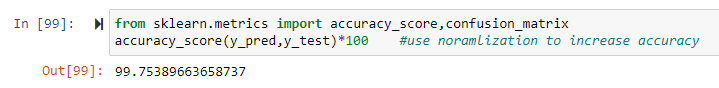 In [99]: from sklearn.metrics import accuracy_score,confusion_matrix
accuracy_score(y_pred,y_test)*100 #use noramlization to increase accuracy
Out[99]: 99.75389663658737